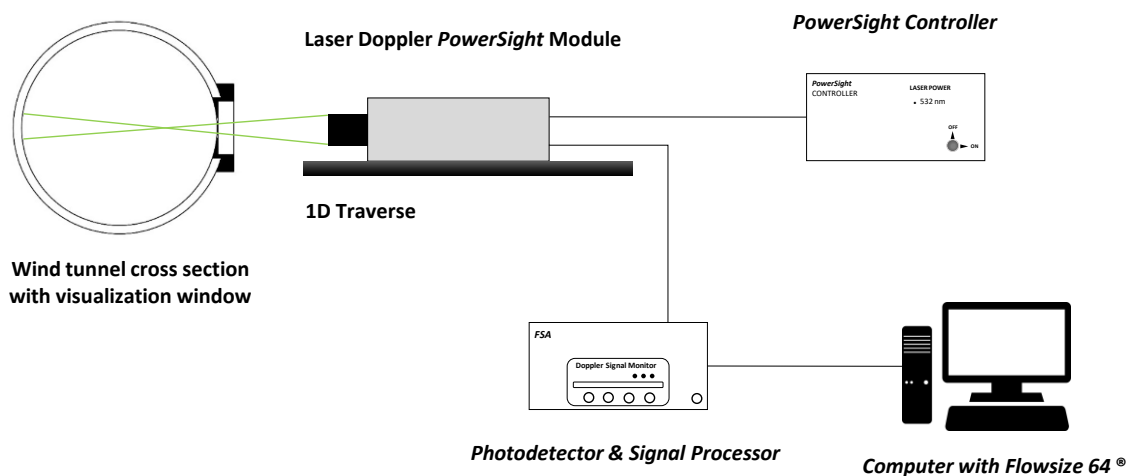 PowerSight Controller
Laser Doppler PowerSight Module
PowerSight
CONTROLLER
LASER POWER
• 532 nm
OFF
ON
1D Traverse
Wind tunnel cross section
with visualization window
FSA
Doppler Signal Monitor
Photodetector & Signal Processor
Computer with Flowsize 64 ®